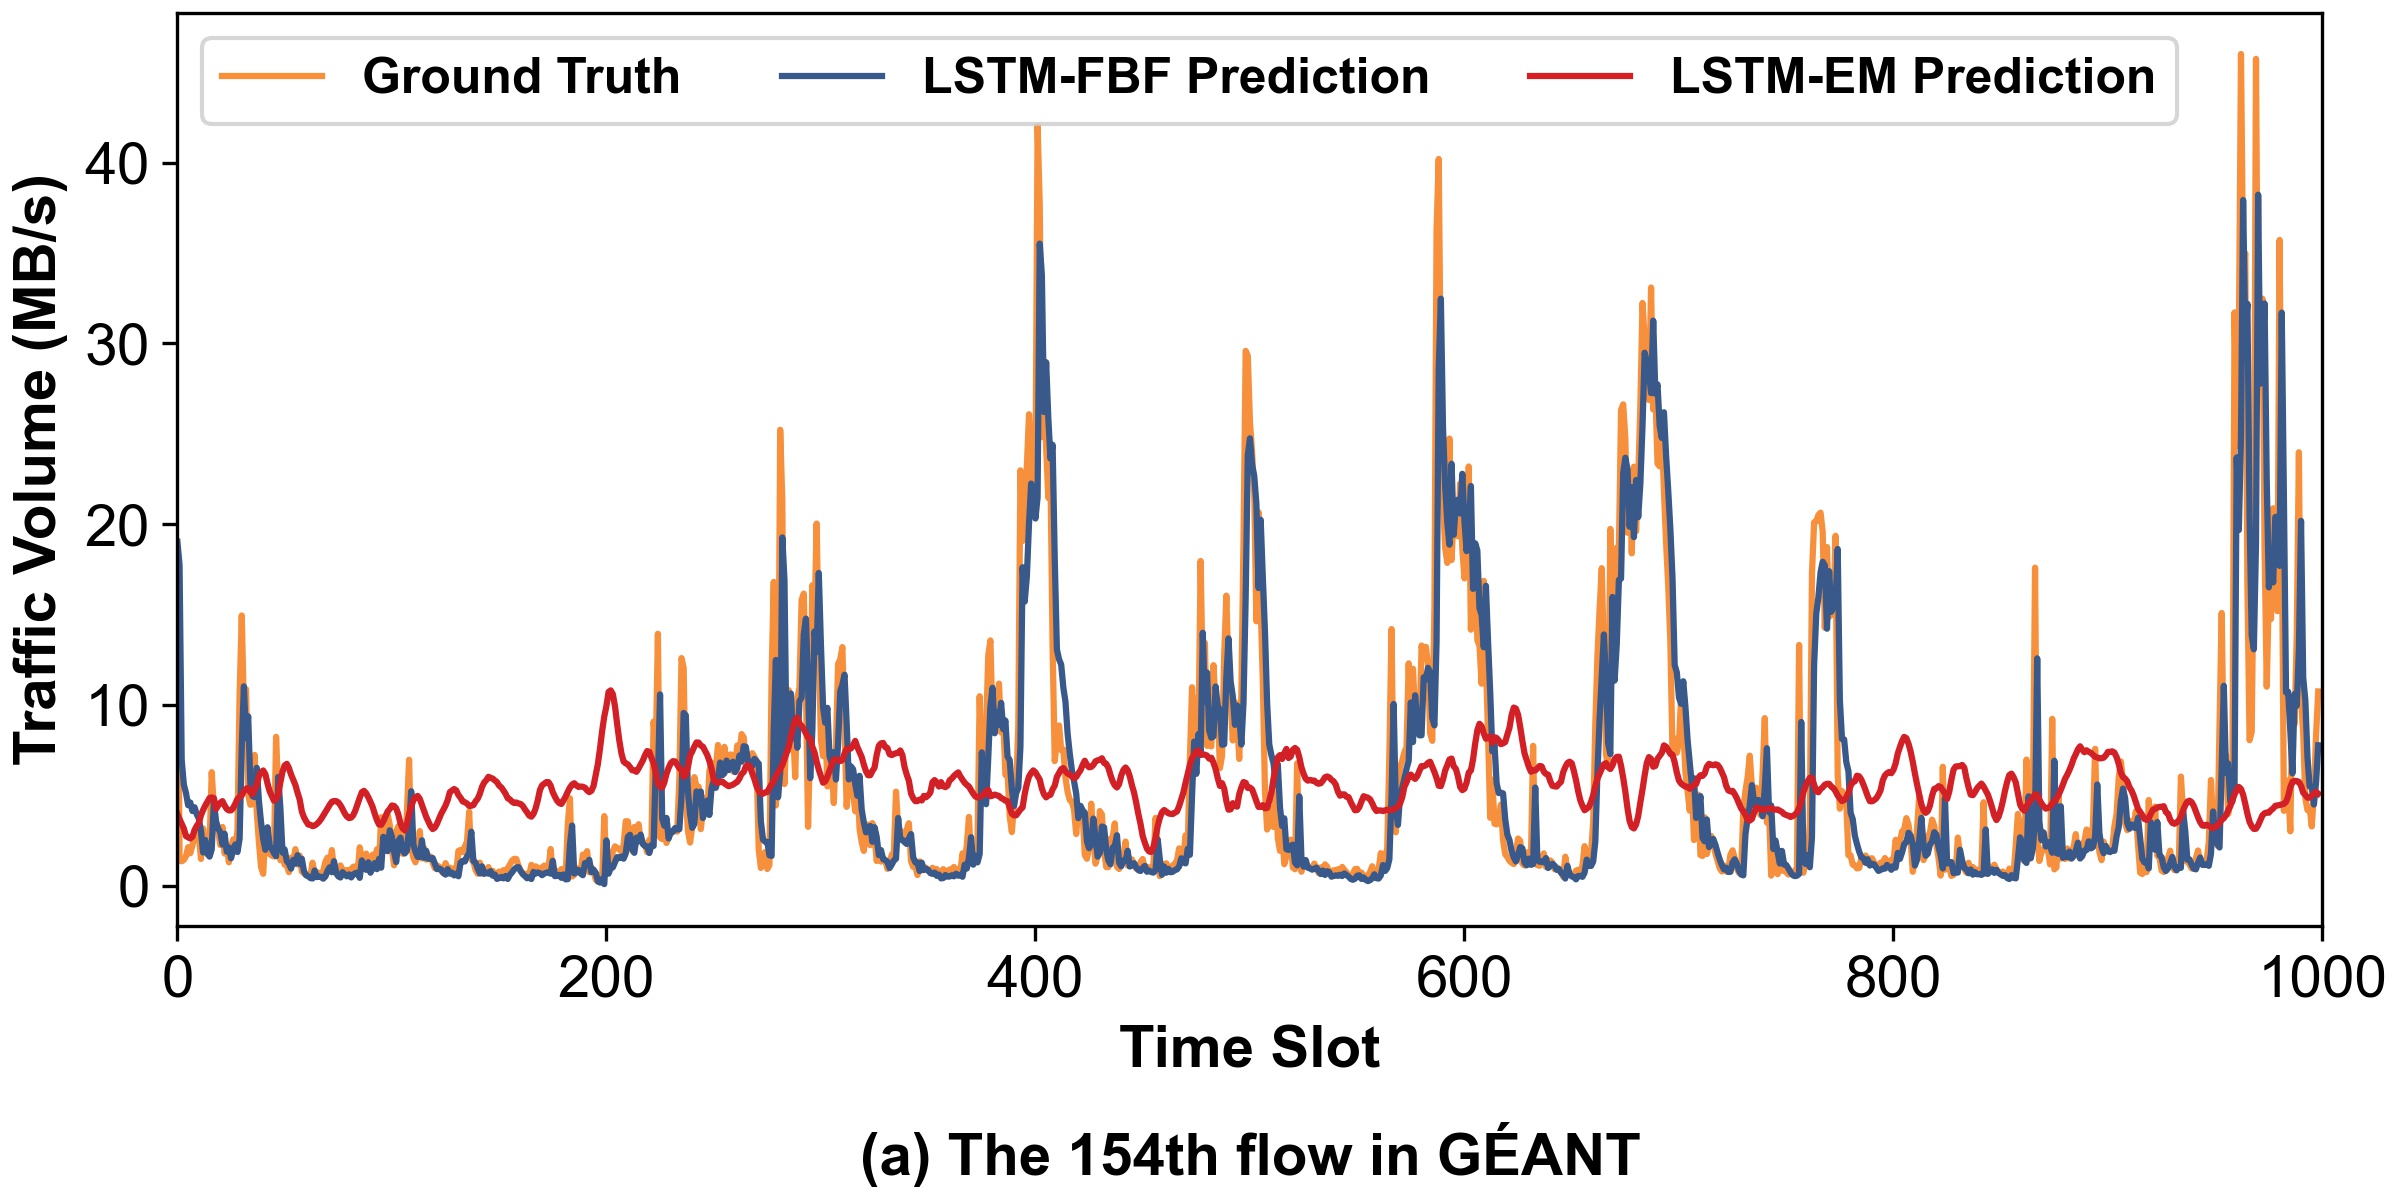 Ground Truth LSTM-FBF Prediction LSTM-EM Prediction
Traffic Volume (MB/s)
40
30
20
10
0
0 200 400 600 800 1000
Time Slot
(a) The 154th flow in GÉANT